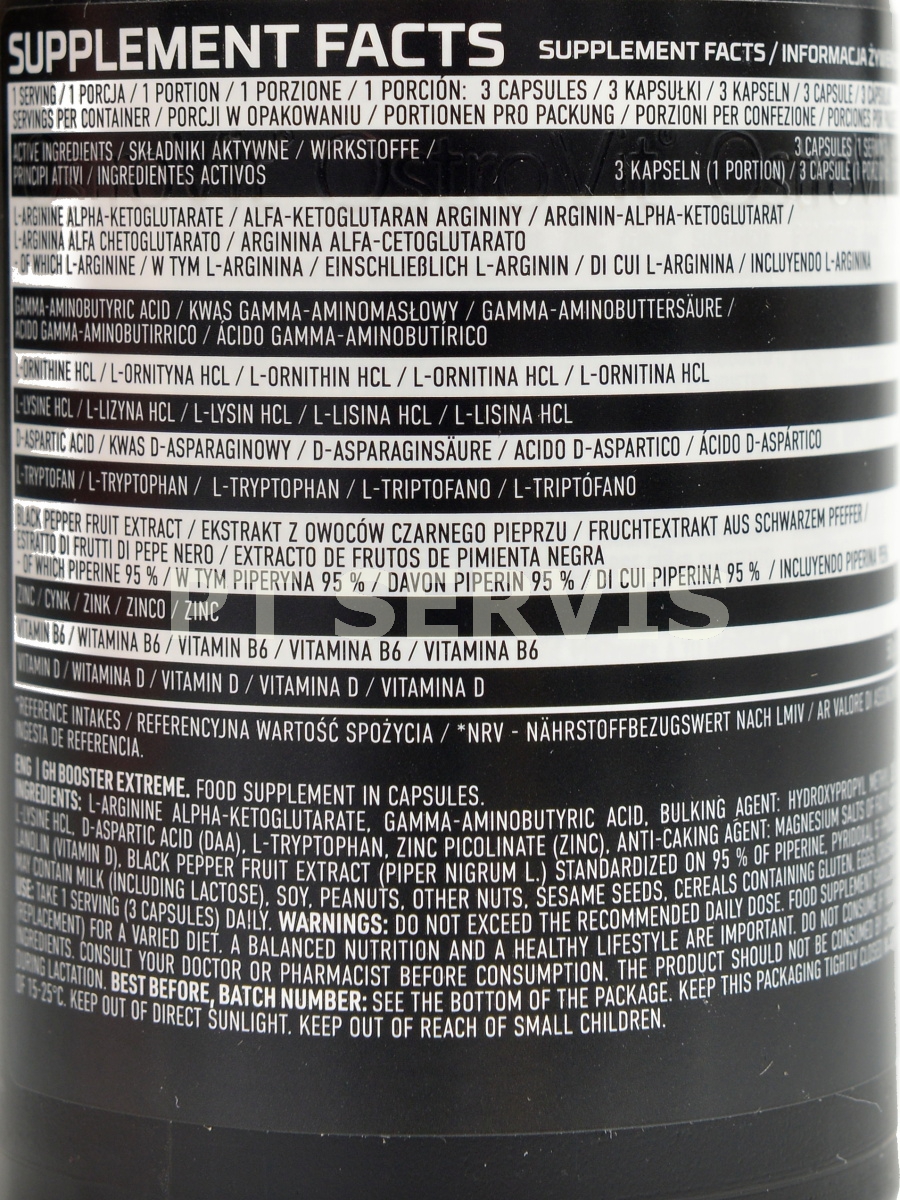 SUPPLEMENT FACTS SUPPLEMENT FACTS / INFORMACJA
1 SERVING / 1 PORCJA / 1 PORTION / 1 PORZIONE / 1 PORCIÓN: 3 CAPSULES / 3 KAPSUŁKI / 3 KAPSELN / 3 CAPSULE /
SERVINGS PER CONTAINER / PORCJI W OPAKOWANIU / PORTIONEN PRO PACKUNG / PORZIONI PER CONFEZIONE / PORCIONES
ACTIVE INGREDIENTS / SKŁADNIKI AKTYWNE / WIRKSTOFFE / 3 CAPSULES
PRINCIPI ATTIVI / INGREDIENTES ACTIVOS 3 KAPSELN (1 PORTION) / 3 CAPSULE
OstroVit
L-ARGININE ALPHA-KETOGLUTARATE / ALFA-KETOGLUTARAN ARGININY / ARGININ-ALPHA-KETOGLUTARAT /
L-ARGININA ALFA CHETOGLUTARATO / ARGININA ALFA-CETOGLUTARATO
- OF WHICH L-ARGININE / W TYM L-ARGININA / EINSCHLIEßLICH L-ARGININ / DI CUI L-ARGININA / INCLUYENDO L-ARGININA
GAMMA-AMINOBUTYRIC ACID / KWAS GAMMA-AMINOMASŁOWY / GAMMA-AMINOBUTTERSÄURE /
ACIDO GAMMA-AMINOBUTIRRICO / ÁCIDO GAMMA-AMINOBUTÍRICO
L-ORNITHINE HCL / L-ORNITYNA HCL / L-ORNITHIN HCL / L-ORNITINA HCL / L-ORNITINA HCL
L-LYSINE HCL / L-LIZYNA HCL / L-LYSIN HCL / L-LISINA HCL / L-LISINA HCL
D-ASPARTIC ACID / KWAS D-ASPARAGINOWY / D-ASPARAGINSÄURE / ACIDO D-ASPARTICO / ÁCIDO D-ASPÁRTICO
L-TRYPTOFAN / L-TRYPTOPHAN / L-TRYPTOPHAN / L-TRIPTOFANO / L-TRIPTÓFANO
BLACK PEPPER FRUIT EXTRACT / EKSTRAKT Z OWOCÓW CZARNEGO PIEPRZU / FRUCHTEXTRAKT AUS SCHWARZEM PFEFFER /
ESTRATTO DI FRUTTI DI PEPE NERO / EXTRACTO DE FRUTOS DE PIMIENTA NEGRA
- OF WHICH PIPERINE 95 % / W TYM PIPERYNA 95 % / DAVON PIPERIN 95 % / DI CUI PIPERINA 95 % / INCLUYENDO PIPERINA 95%
ZINC / CYNK / ZINK / ZINCO / ZINC
PT SERVIS
VITAMIN B6 / WITAMINA B6 / VITAMIN B6 / VITAMINA B6 / VITAMINA B6
VITAMIN D / WITAMINA D / VITAMIN D / VITAMINA D / VITAMINA D
*REFERENCE INTAKES / REFERENCYJNA WARTOŚĆ SPOŻYCIA / *NRV - NÄHRSTOFFBEZUGSWERT NACH LMIV / AR VALORE DI
INGESTA DE REFERENCIA.
ENG | GH BOOSTER EXTREME. FOOD SUPPLEMENT IN CAPSULES.
INGREDIENTS: L-ARGININE ALPHA-KETOGLUTARATE, GAMMA-AMINOBUTYRIC ACID, BULKING AGENT: HYDROXYPROPYL
L-LYSINE HCL, D-ASPARTIC ACID (DAA), L-TRYPTOPHAN, ZINC PICOLINATE (ZINC), ANTI-CAKING AGENT: MAGNESIUM SALTS OF
LANOLIN (VITAMIN D), BLACK PEPPER FRUIT EXTRACT (PIPER NIGRUM L.) STANDARDIZED ON 95 % OF PIPERINE,
MAY CONTAIN MILK (INCLUDING LACTOSE), SOY, PEANUTS, OTHER NUTS, SESAME SEEDS, CEREALS CONTAINING GLUTEN, EGGS,
USE: TAKE 1 SERVING (3 CAPSULES) DAILY. WARNINGS: DO NOT EXCEED THE RECOMMENDED DAILY DOSE. FOOD SUPPLEMENT
REPLACEMENT) FOR A VARIED DIET. A BALANCED NUTRITION AND A HEALTHY LIFESTYLE ARE IMPORTANT. DO NOT CONSUME
INGREDIENTS. CONSULT YOUR DOCTOR OR PHARMACIST BEFORE CONSUMPTION. THE PRODUCT SHOULD NOT BE CONSUMED BY
DURING LACTATION. BEST BEFORE, BATCH NUMBER: SEE THE BOTTOM OF THE PACKAGE. KEEP THIS PACKAGING TIGHTLY CLOSED
OF 15-25°C. KEEP OUT OF DIRECT SUNLIGHT. KEEP OUT OF REACH OF SMALL CHILDREN.